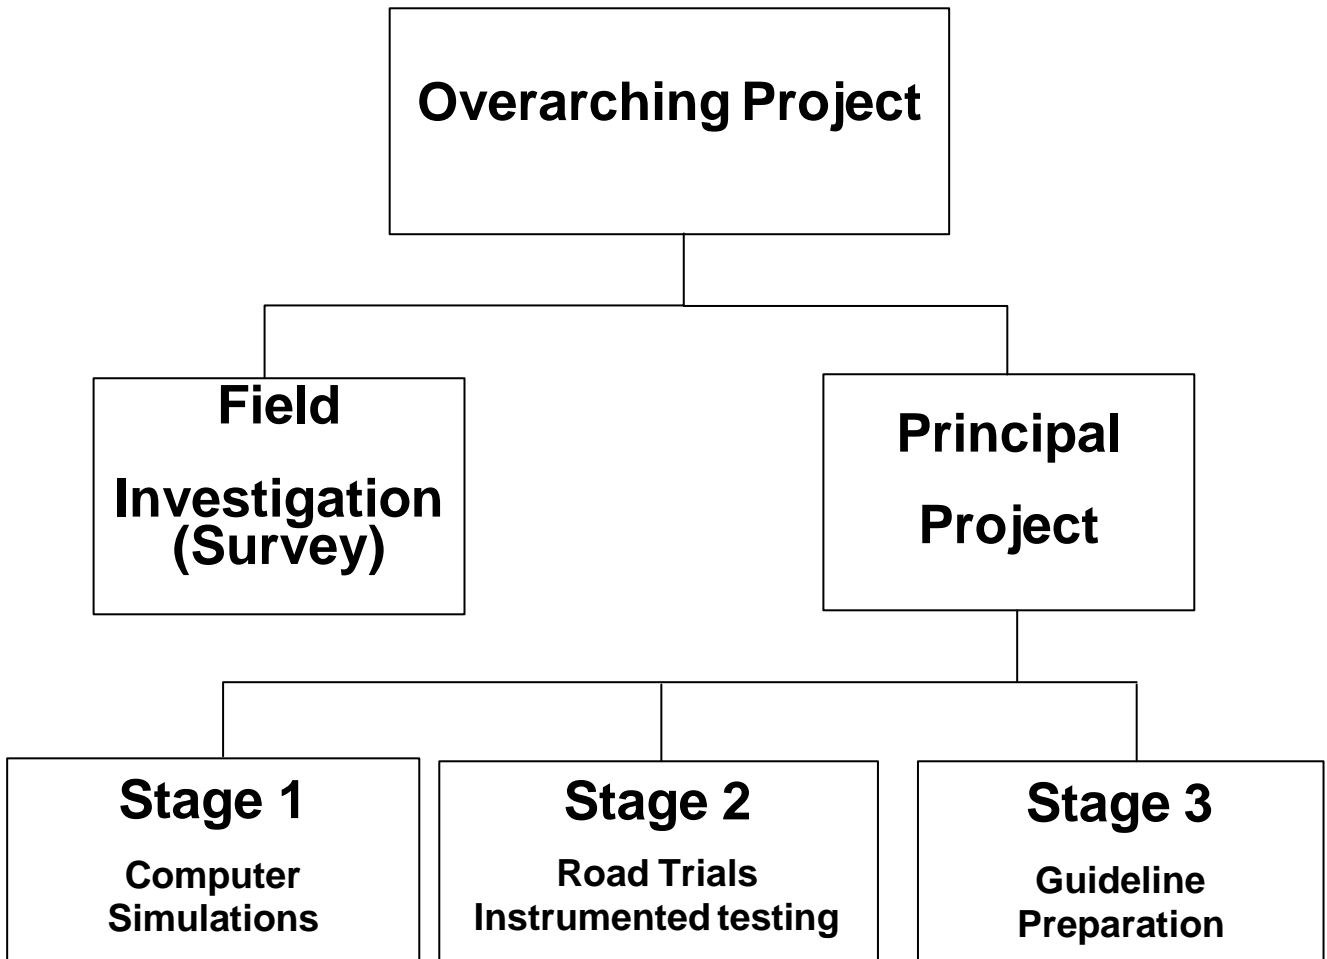 Overarching Project
Field
Investigation
(Survey)
Principal
Project
Stage 1
Computer
Simulations
Stage 2
Road Trials
Instrumented testing
Stage 3
Guideline
Preparation